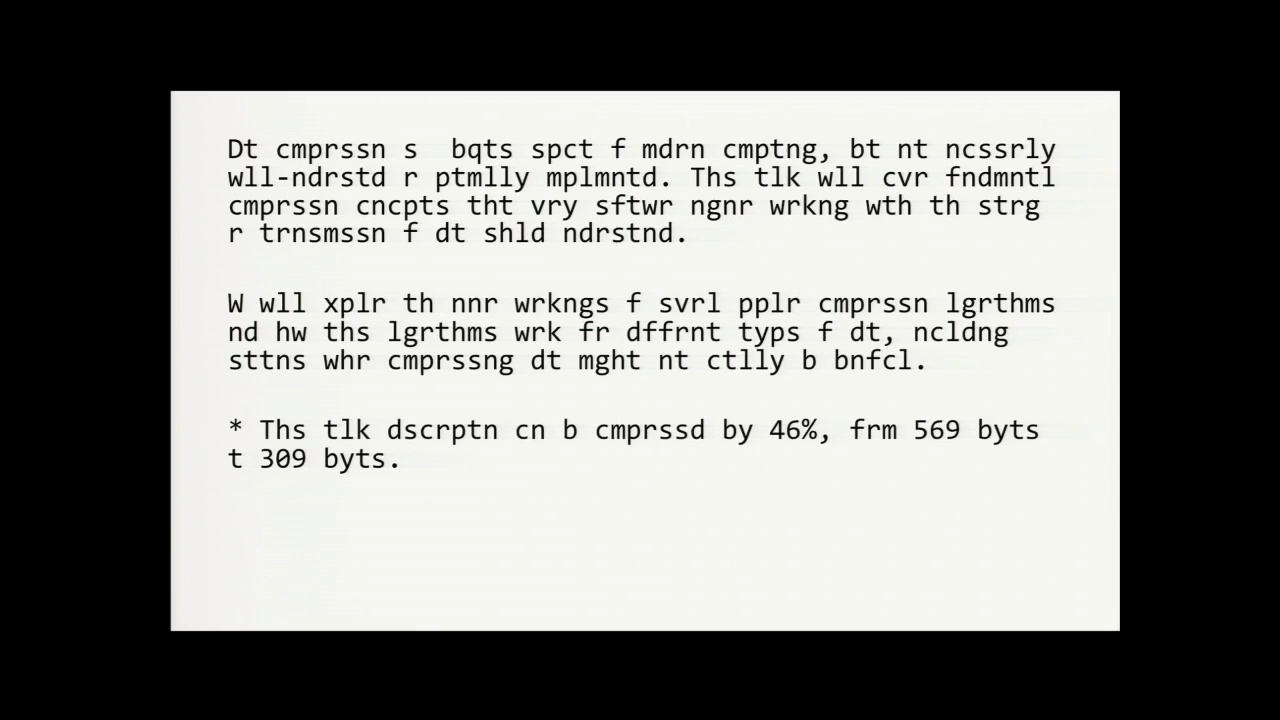 Dt cmprssn s  bqts spct f mdrn cmptng, bt nt ncssrly
wll-ndrstd r ptmlly mplmntd. Ths tlk wll cvr fndmntl
cmprssn cncpts tht vry sftwr ngnr wrkng wth th strg
r trnsmssn f dt shld ndrstnd.
W wll xplr th nnr wrkngs f svrl pplr cmprssn lgrthms
nd hw ths lgrthms wrk fr dffrnt typs f dt, ncldng
sttns whr cmprssng dt mght nt ctlly b bnfcl.
* Ths tlk dscrptn cn b cmprssd by 46%, frm 569 byts
t 309 byts.